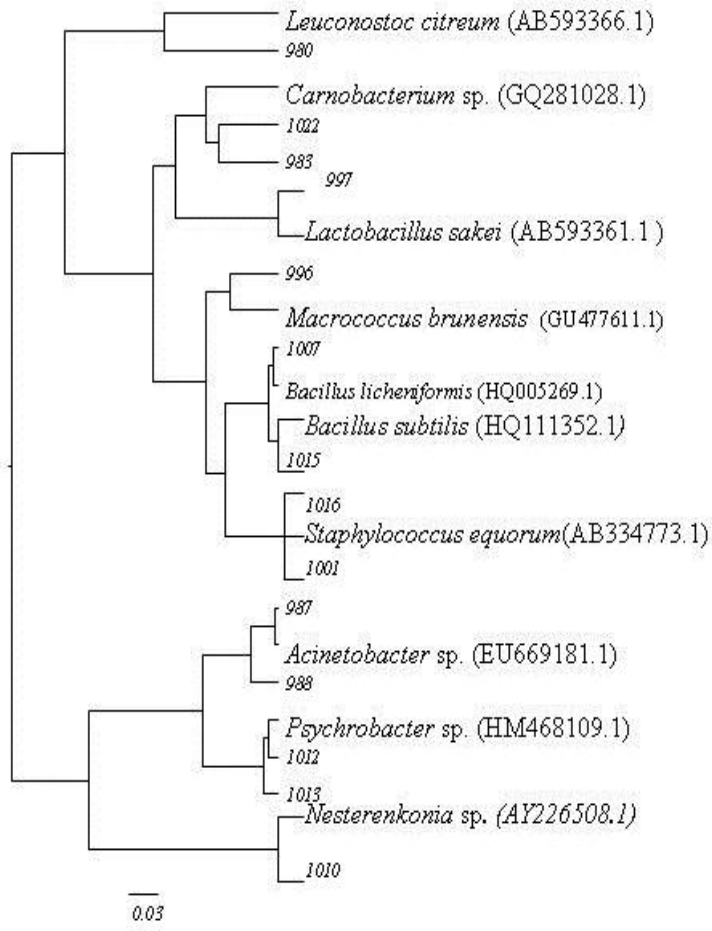 Leuconostoc citreum (AB593366.1)
980
Carnobacterium sp. (GQ281028.1)
1022
983
997
Lactobacillus sakei (AB593361.1)
996
Macrococcus brunensis (GU477611.1)
1007
Bacillus licheniformis (HQ005269.1)
Bacillus subtilis (HQ111352.1)
1015
1016
Staphylococcus equorum(AB334773.1)
1001
987
Acinetobacter sp. (EU669181.1)
988
Psychrobacter sp. (HM468109.1)
1012
1013
Nesterenkonia sp. (AY226508.1)
1010
0.03